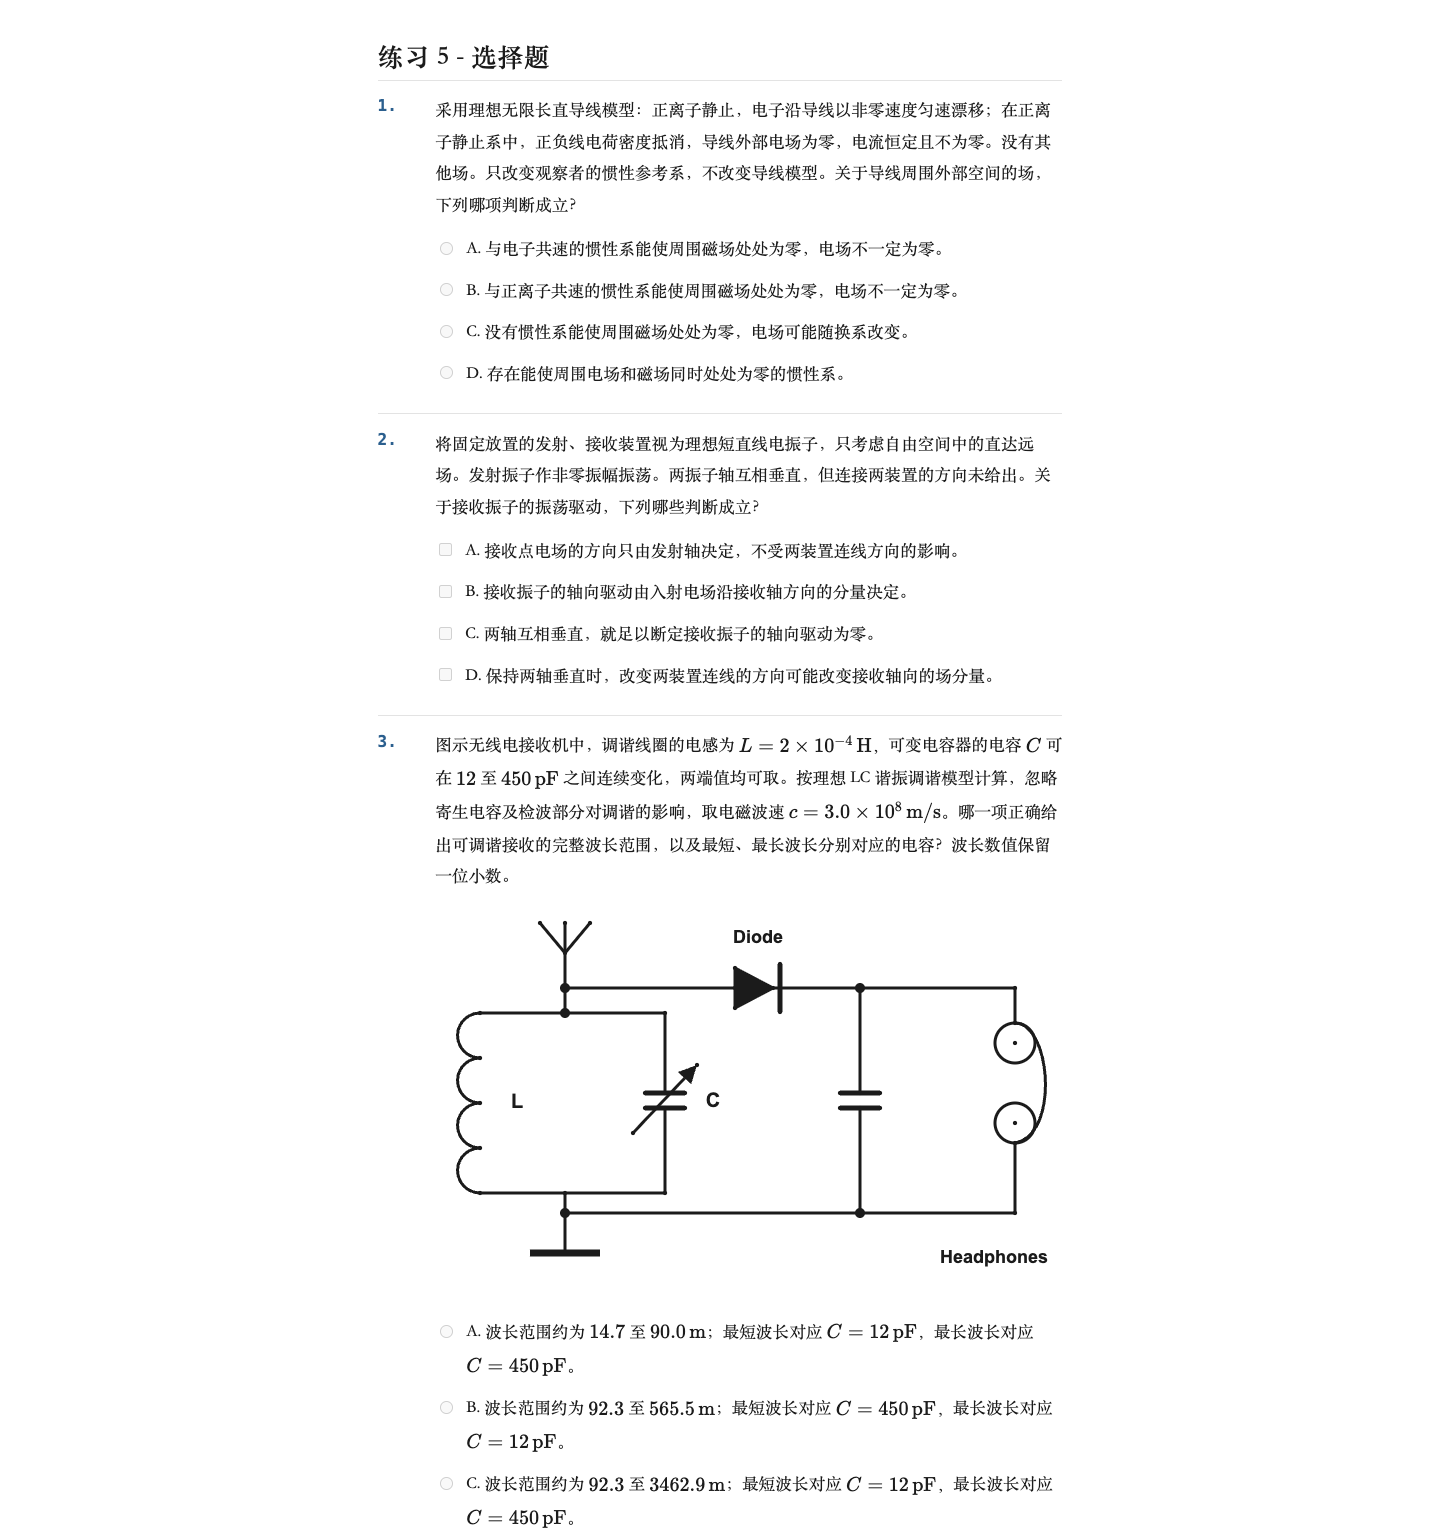 练习 5 - 选择题
1.
采用理想无限长直导线模型：正离子静止，电子沿导线以非零速度匀速漂移；在正离
子静止系中，正负线电荷密度抵消，导线外部电场为零，电流恒定且不为零。没有其
他场。只改变观察者的惯性参考系，不改变导线模型。关于导线周围外部空间的场，
下列哪项判断成立？
A. 与电子共速的惯性系能使周围磁场处处为零，电场不一定为零。
B. 与正离子共速的惯性系能使周围磁场处处为零，电场不一定为零。
C. 没有惯性系能使周围磁场处处为零，电场可能随换系改变。
D. 存在能使周围电场和磁场同时处处为零的惯性系。
2.
将固定放置的发射、接收装置视为理想短直线电振子，只考虑自由空间中的直达远
场。发射振子作非零振幅振荡。两振子轴互相垂直，但连接两装置的方向未给出。关
于接收振子的振荡驱动，下列哪些判断成立？
A. 接收点电场的方向只由发射轴决定，不受两装置连线方向的影响。
B. 接收振子的轴向驱动由入射电场沿接收轴方向的分量决定。
C. 两轴互相垂直，就足以断定接收振子的轴向驱动为零。
D. 保持两轴垂直时，改变两装置连线的方向可能改变接收轴向的场分量。
3.
图示无线电接收机中，调谐线圈的电感为 L = 2 × 10⁻⁴ H，可变电容器的电容 C 可
在 12 至 450 pF 之间连续变化，两端值均可取。按理想 LC 谐振调谐模型计算，忽略
寄生电容及检波部分对调谐的影响，取电磁波速 c = 3.0 × 10⁸ m/s。哪一项正确给
出可调谐接收的完整波长范围，以及最短、最长波长分别对应的电容？波长数值保留
一位小数。
Diode
L
C
Headphones
A. 波长范围约为 14.7 至 90.0 m；最短波长对应 C = 12 pF，最长波长对应
C = 450 pF。
B. 波长范围约为 92.3 至 565.5 m；最短波长对应 C = 450 pF，最长波长对应
C = 12 pF。
C. 波长范围约为 92.3 至 3462.9 m；最短波长对应 C = 12 pF，最长波长对应
C = 450 pF。